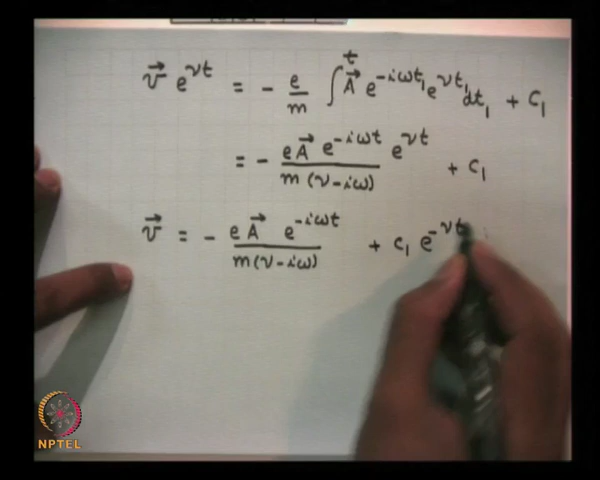 v⃗ e^{νt} = - e/m ∫^t A⃗ e^{-iωt₁} e^{νt₁} dt₁ + C₁
= - eA⃗ e^{-iωt} / m(ν-iω) e^{νt} + C₁
v⃗ = - eA⃗ e^{-iωt} / m(ν-iω) + C₁ e^{-νt}
NPTEL